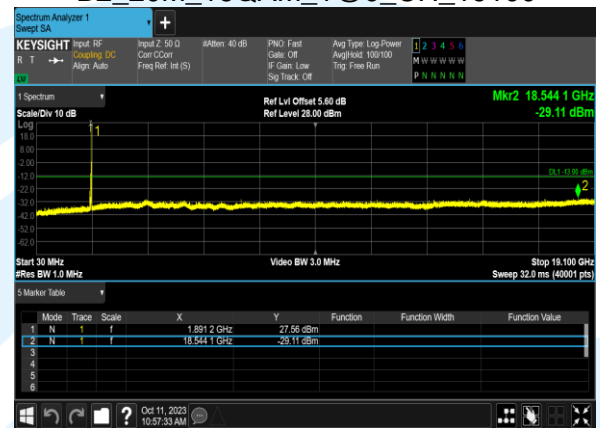 Spectrum Analyzer 1
Swept SA
KEYSIGHT
R T
LXI
Input: RF
Coupling: DC
Align: Auto
Input Z: 50 Ω
Corr CCorr
Freq Ref: Int (S)
#Atten: 40 dB
PNO: Fast
Gate: Off
IF Gain: Low
Sig Track: Off
Avg Type: Log-Power
Avg|Hold: 100/100
Trig: Free Run
1 2 3 4 5 6
M W W W W W
P N N N N N
1 Spectrum
Scale/Div 10 dB
Ref Lvl Offset 5.60 dB
Ref Level 28.00 dBm
Mkr2 18.544 1 GHz
-29.11 dBm
Log
1
18.0
8.00
-2.00
-12.0
DL1 -13.00 dBm
-22.0
2
-32.0
-42.0
-52.0
-62.0
Start 30 MHz
#Res BW 1.0 MHz
Video BW 3.0 MHz
Stop 19.100 GHz
Sweep 32.0 ms (40001 pts)
5 Marker Table
Mode Trace Scale X Y Function Function Width Function Value
1 N 1 f 1.891 2 GHz 27.56 dBm
2 N 1 f 18.544 1 GHz -29.11 dBm
3
4
5
6
?
Oct 11, 2023
10:57:33 AM